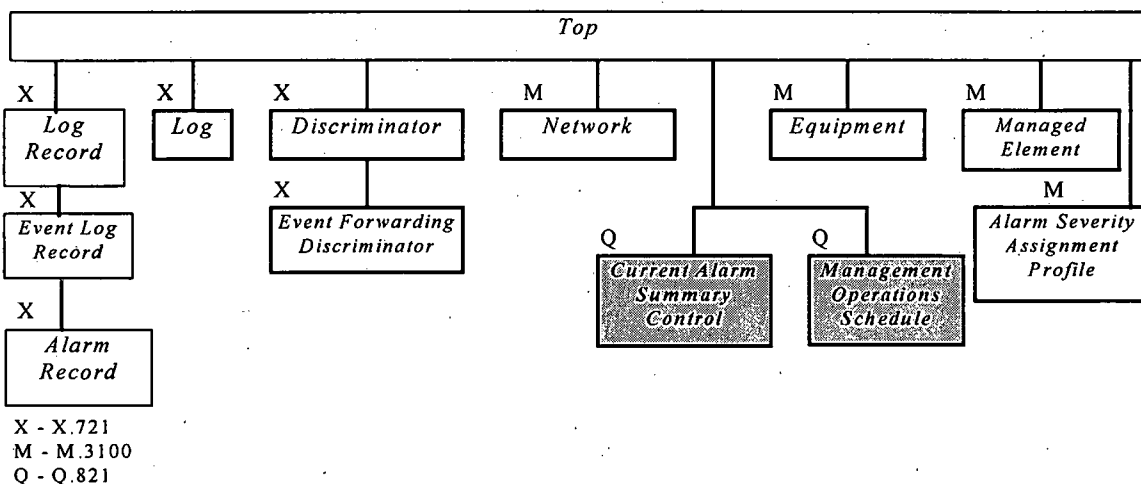 Top
X
X
X
M
M
M
Log
Record
Log
Discriminator
Network
Equipment
Managed
Element
X
X
M
Event Log
Record
Event Forwarding
Discriminator
Alarm Severity
Assignment
Profile
Q
Q
Current Alarm
Summary
Control
Management
Operations
Schedule
X
Alarm
Record
X - X.721
M - M.3100
Q - Q.821